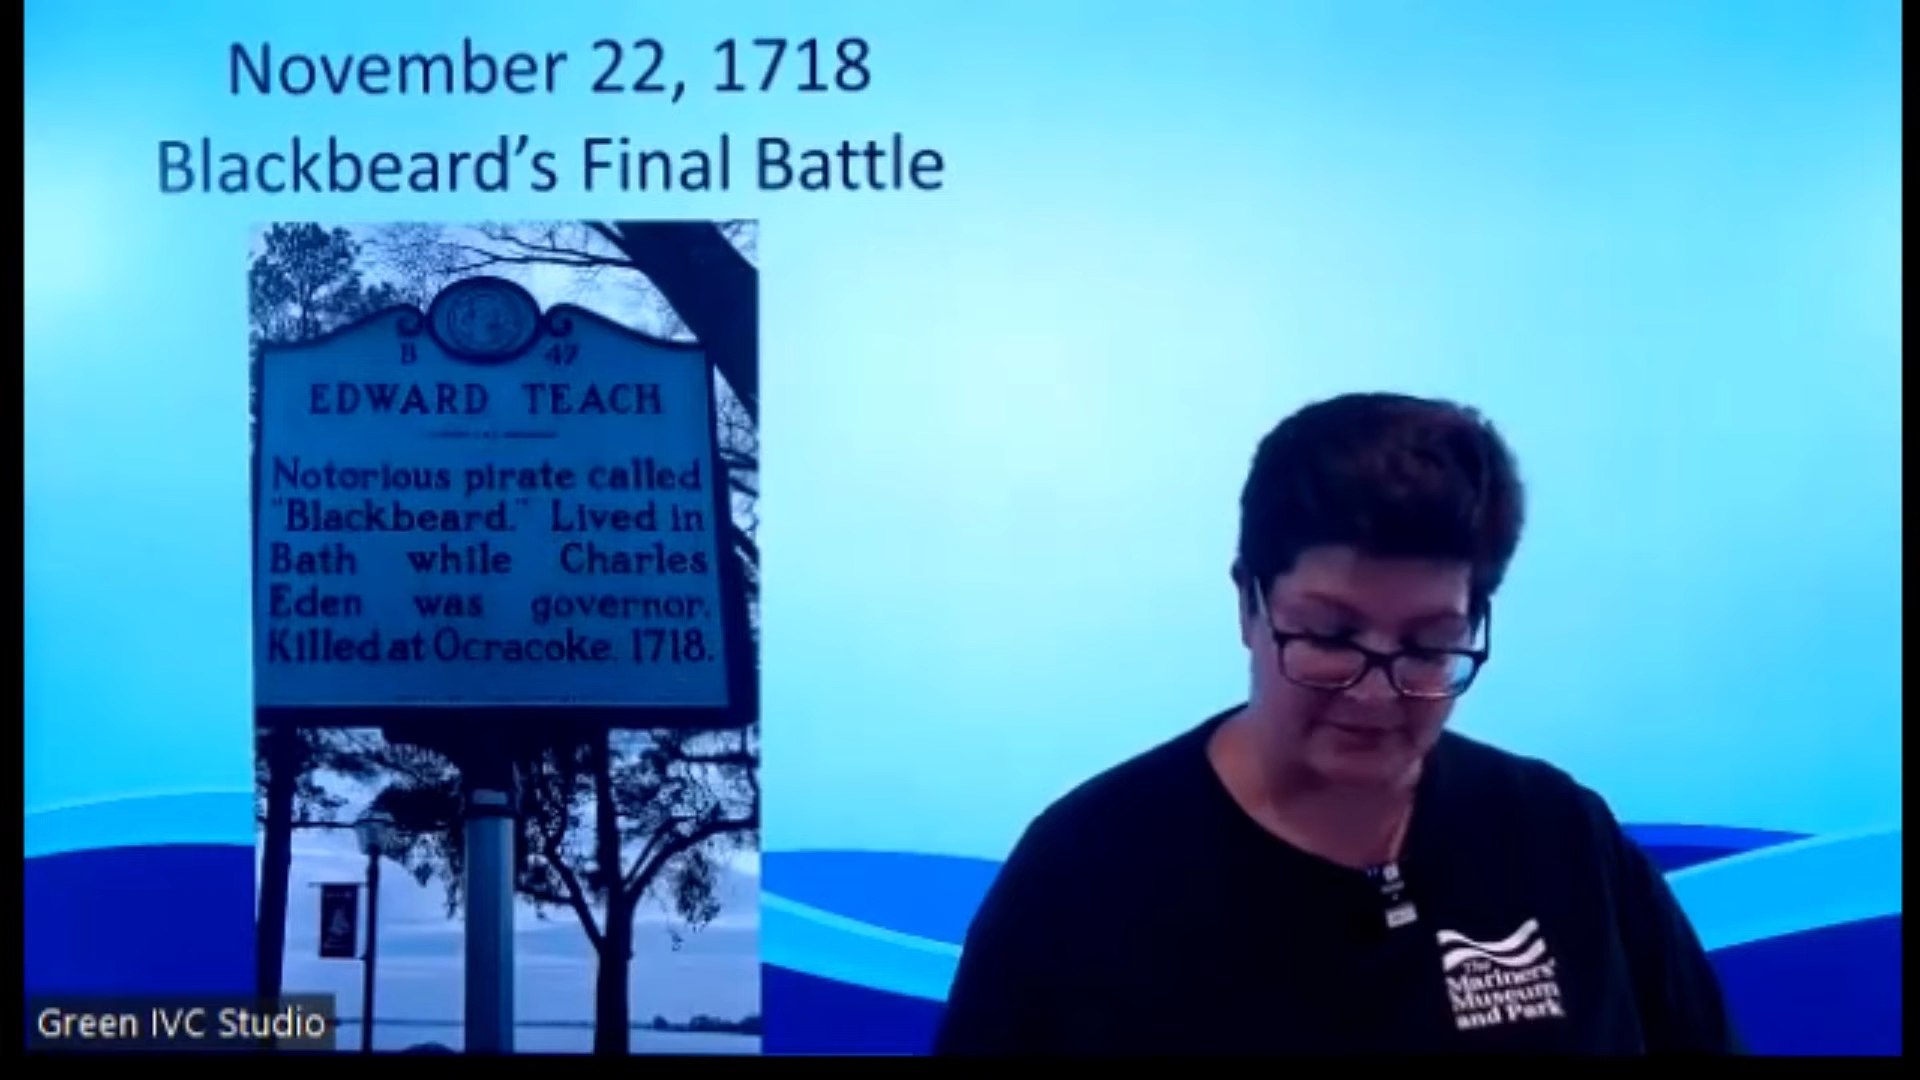 November 22, 1718
Blackbeard’s Final Battle
B 47
EDWARD TEACH
Notorious pirate called
"Blackbeard." Lived in
Bath while Charles
Eden was governor.
Killed at Ocracoke, 1718.
The
Mariners'
Museum
and Park
Green IVC Studio